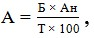 А = Б × Ан / Т × 100 ,